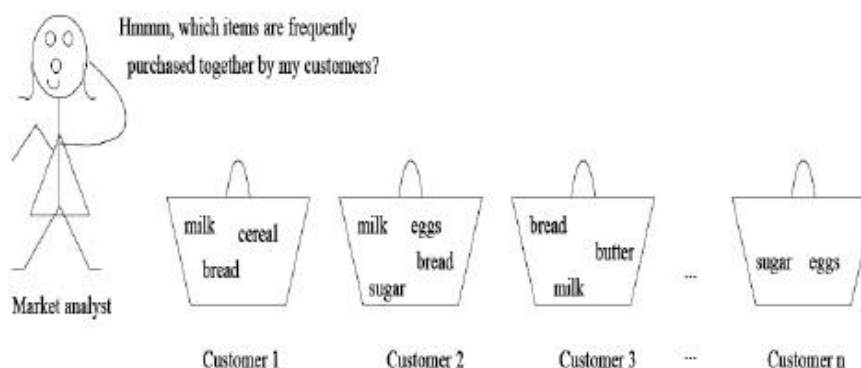 Hmmm, which items are frequently
purchased together by my customers?
milk
cereal
bread
milk eggs
bread
sugar
bread
butter
milk
...
sugar eggs
Market analyst
Customer 1
Customer 2
Customer 3
...
Customer n